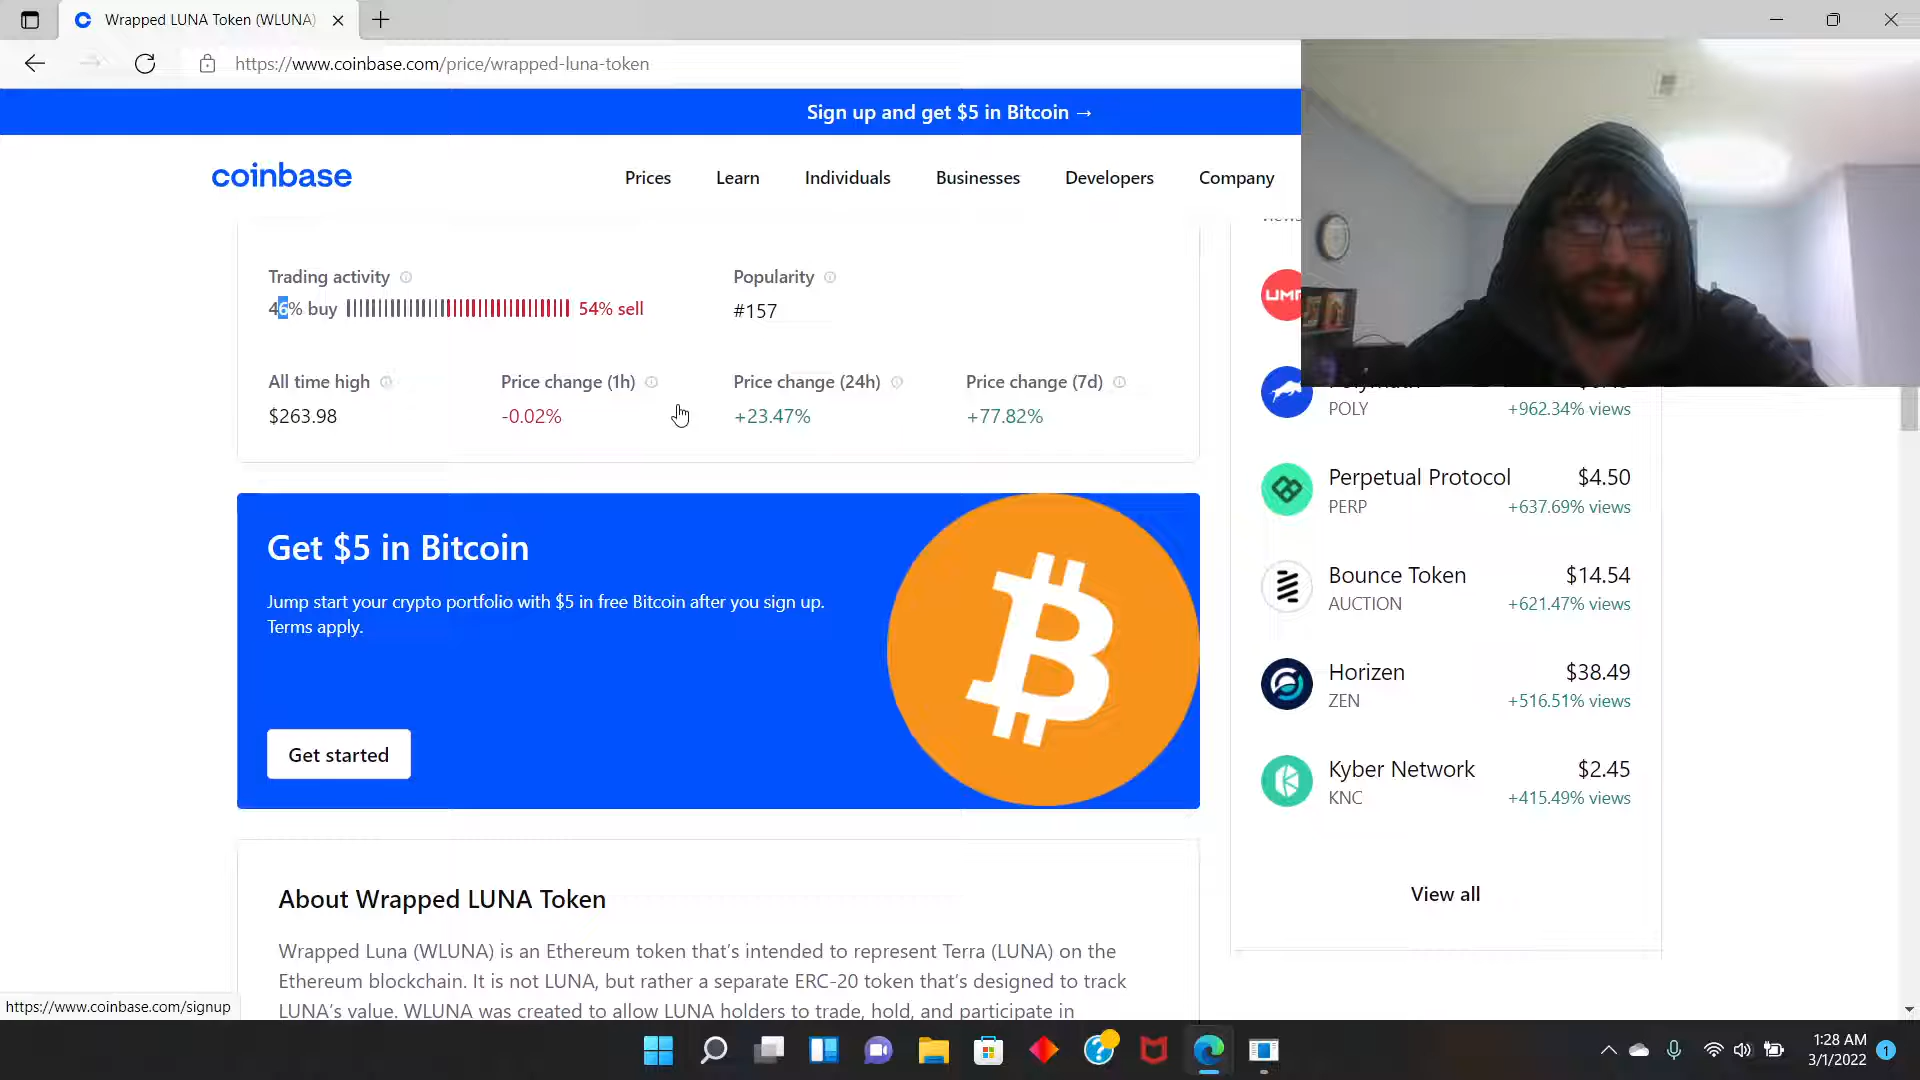 Wrapped LUNA Token (WLUNA)
https://www.coinbase.com/price/wrapped-luna-token
Sign up and get $5 in Bitcoin →
coinbase
Prices
Learn
Individuals
Businesses
Developers
Company
views
Trading activity
46% buy
54% sell
Popularity
#157
All time high
$263.98
Price change (1h)
-0.02%
Price change (24h)
+23.47%
Price change (7d)
+77.82%
POLY
+962.34% views
Perpetual Protocol
$4.50
PERP
+637.69% views
Bounce Token
$14.54
AUCTION
+621.47% views
Horizen
$38.49
ZEN
+516.51% views
Kyber Network
$2.45
KNC
+415.49% views
View all
Get $5 in Bitcoin
Jump start your crypto portfolio with $5 in free Bitcoin after you sign up.
Terms apply.
Get started
About Wrapped LUNA Token
Wrapped Luna (WLUNA) is an Ethereum token that's intended to represent Terra (LUNA) on the
Ethereum blockchain. It is not LUNA, but rather a separate ERC-20 token that's designed to track
LUNA's value. WLUNA was created to allow LUNA holders to trade, hold, and participate in
https://www.coinbase.com/signup
1:28 AM
3/1/2022
1